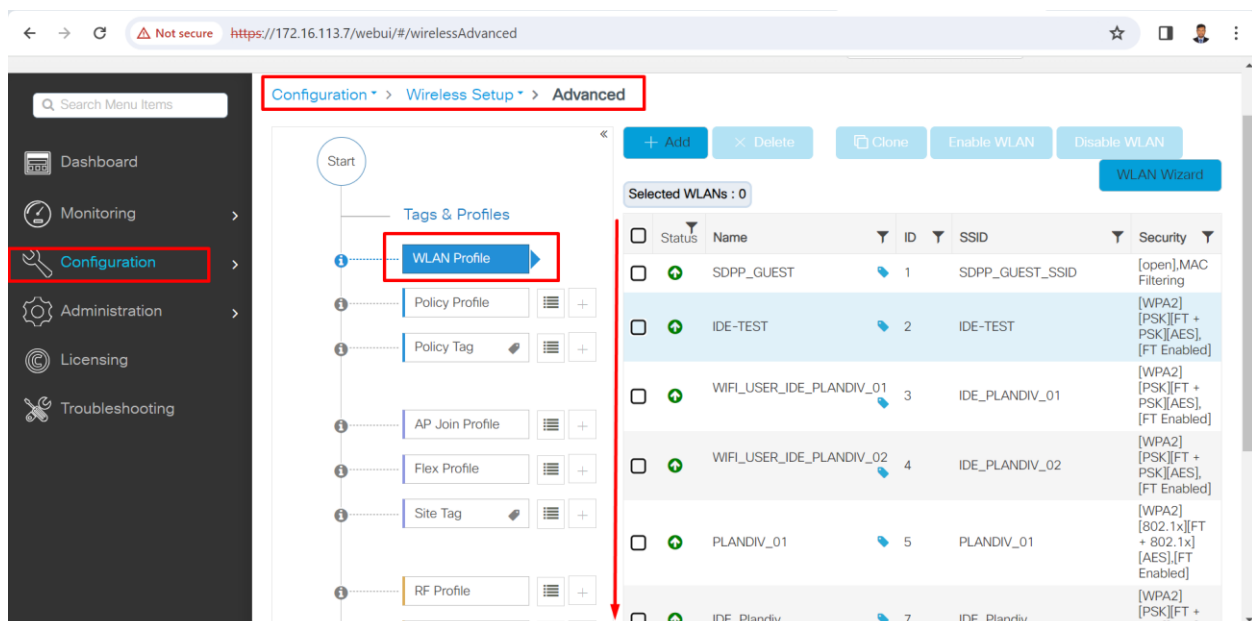 Not secure https://172.16.113.7/webui/#/wirelessAdvanced
Search Menu Items
Dashboard
Monitoring
Configuration
Administration
Licensing
Troubleshooting
Configuration > Wireless Setup > Advanced
Start
Tags & Profiles
WLAN Profile
Policy Profile
Policy Tag
AP Join Profile
Flex Profile
Site Tag
RF Profile
+ Add × Delete Clone Enable WLAN Disable WLAN
WLAN Wizard
Selected WLANs : 0
Status Name ID SSID Security
SDPP_GUEST 1 SDPP_GUEST_SSID [open],MAC
Filtering
IDE-TEST 2 IDE-TEST [WPA2]
[PSK][FT +
PSK][AES],
[FT Enabled]
WIFI_USER_IDE_PLANDIV_01 3 IDE_PLANDIV_01 [WPA2]
[PSK][FT +
PSK][AES],
[FT Enabled]
WIFI_USER_IDE_PLANDIV_02 4 IDE_PLANDIV_02 [WPA2]
[PSK][FT +
PSK][AES],
[FT Enabled]
PLANDIV_01 5 PLANDIV_01 [WPA2]
[802.1x][FT
+ 802.1x]
[AES],[FT
Enabled]
IDE_Plandiv 7 IDE_Plandiv [WPA2]
[PSK][FT +